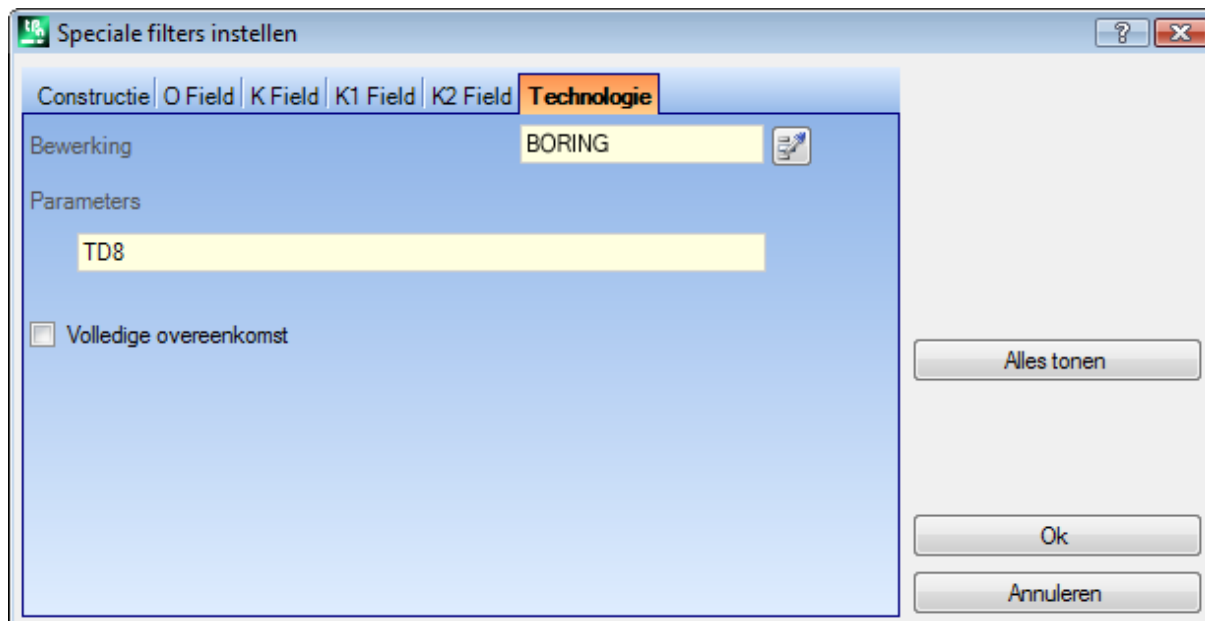 Speciale filters instellen
Constructie O Field K Field K1 Field K2 Field Technologie
Bewerking BORING
Parameters
TD8
Volledige overeenkomst
Alles tonen
Ok
Annuleren